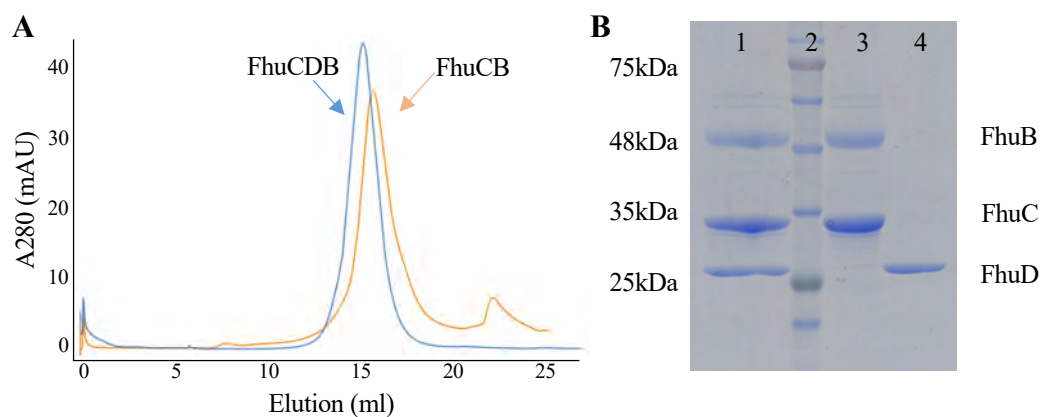 A
FhuCDB
FhuCB
A280 (mAU)
40
30
20
10
0
0 5 10 15 20 25
Elution (ml)
B
1 2 3 4
75kDa
48kDa
35kDa
25kDa
FhuB
FhuC
FhuD